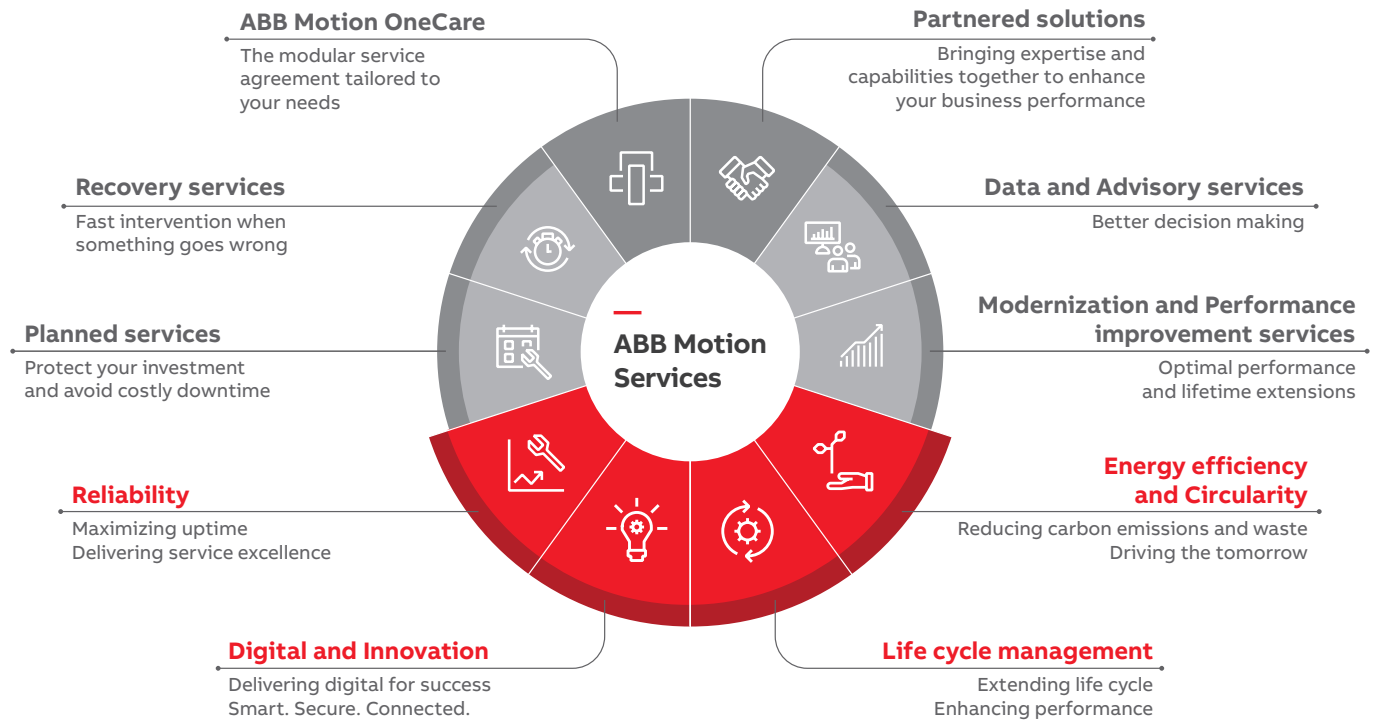 ABB Motion OneCare
The modular service
agreement tailored to
your needs
Partnered solutions
Bringing expertise and
capabilities together to enhance
your business performance
Recovery services
Fast intervention when
something goes wrong
Data and Advisory services
Better decision making
Planned services
Protect your investment
and avoid costly downtime
ABB Motion
Services
Modernization and Performance
improvement services
Optimal performance
and lifetime extensions
Reliability
Maximizing uptime
Delivering service excellence
Energy efficiency
and Circularity
Reducing carbon emissions and waste
Driving the tomorrow
Digital and Innovation
Delivering digital for success
Smart. Secure. Connected.
Life cycle management
Extending life cycle
Enhancing performance